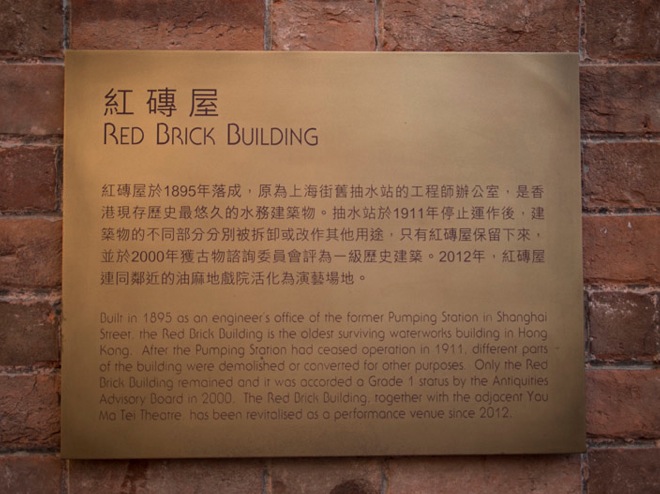 紅磚屋
RED BRICK BUILDING
紅磚屋於1895年落成，原為上海街舊抽水站的工程師辦公室，是香
港現存歷史最悠久的水務建築物。抽水站於1911年停止運作後，建
築物的不同部分分別被拆卸或改作其他用途，只有紅磚屋保留下來，
並於2000年獲古物諮詢委員會評為一級歷史建築。2012年，紅磚屋
連同鄰近的油麻地戲院活化為演藝場地。
Built in 1895 as an engineer's office of the former Pumping Station in Shanghai
Street, the Red Brick Building is the oldest surviving waterworks building in Hong
Kong. After the Pumping Station had ceased operation in 1911, different parts
of the building were demolished or converted for other purposes. Only the Red
Brick Building remained and it was accorded a Grade 1 status by the Antiquities
Advisory Board in 2000. The Red Brick Building, together with the adjacent Yau
Ma Tei Theatre, has been revitalised as a performance venue since 2012.